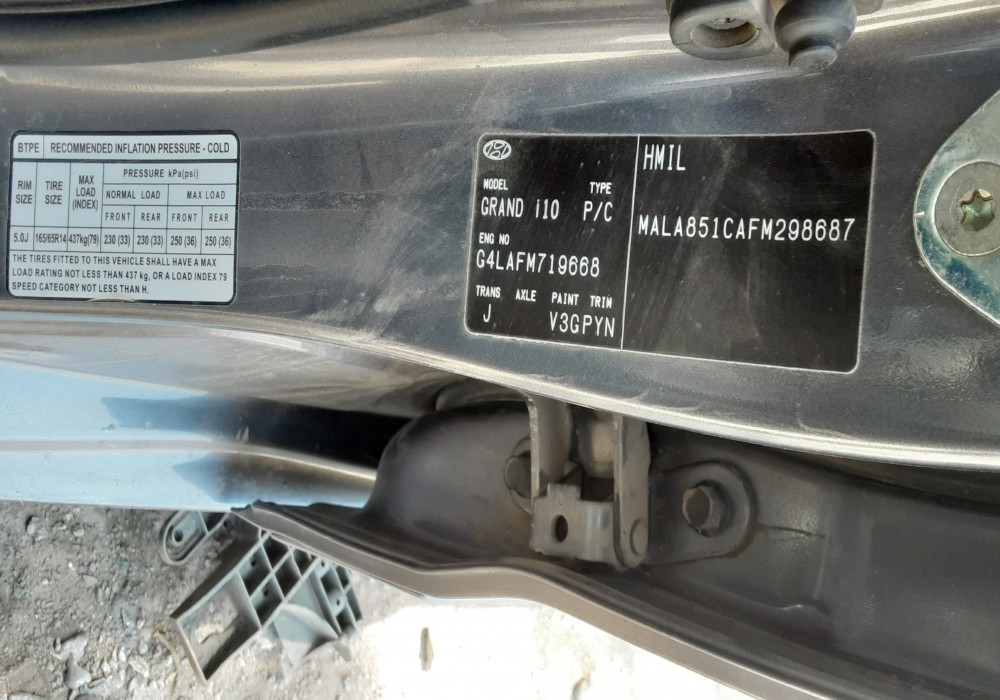 BTPE RECOMMENDED INFLATION PRESSURE - COLD
RIM SIZE TIRE SIZE MAX LOAD (INDEX) PRESSURE kPa(psi)
NORMAL LOAD MAX LOAD
FRONT REAR FRONT REAR
5.0J 165/65R14 437kg(79) 230 (33) 230 (33) 250 (36) 250 (36)
THE TIRES FITTED TO THIS VEHICLE SHALL HAVE A MAX
LOAD RATING NOT LESS THAN 437 kg, OR A LOAD INDEX 79
SPEED CATEGORY NOT LESS THAN H.
MODEL TYPE
GRAND i10 P/C
ENG NO
G4LAFM719668
TRANS AXLE PAINT TRIM
J V3GPYN
HMIL
MALA851CAFM298687